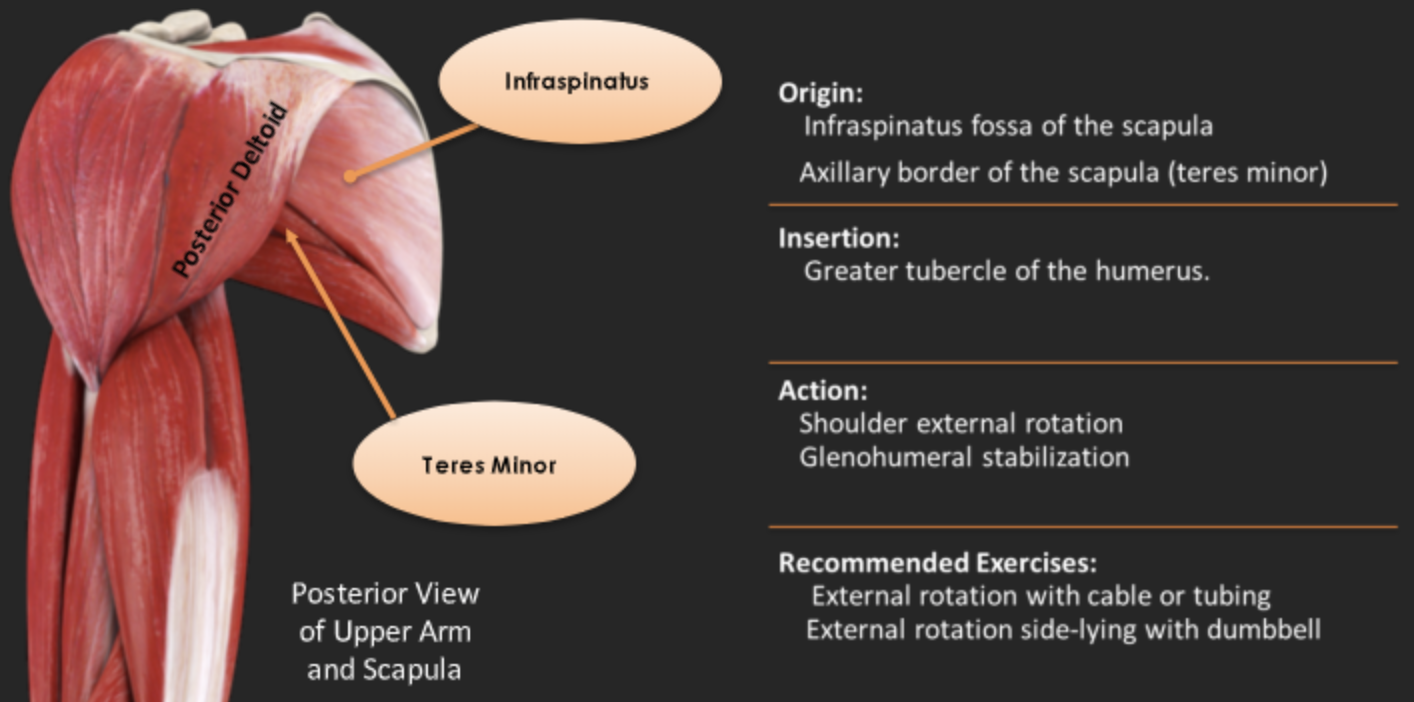 Infraspinatus
Posterior Deltoid
Teres Minor
Posterior View
of Upper Arm
and Scapula
Origin:
Infraspinatus fossa of the scapula
Axillary border of the scapula (teres minor)
Insertion:
Greater tubercle of the humerus.
Action:
Shoulder external rotation
Glenohumeral stabilization
Recommended Exercises:
External rotation with cable or tubing
External rotation side-lying with dumbbell